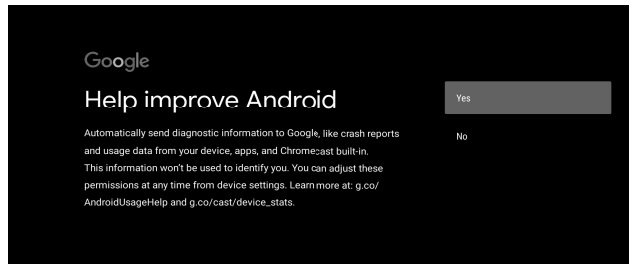 Google
Help improve Android
Automatically send diagnostic information to Google, like crash reports
and usage data from your device, apps, and Chromecast built-in.
This information won't be used to identify you. You can adjust these
permissions at any time from device settings. Learn more at: g.co/
AndroidUsageHelp and g.co/cast/device_stats.
Yes
No